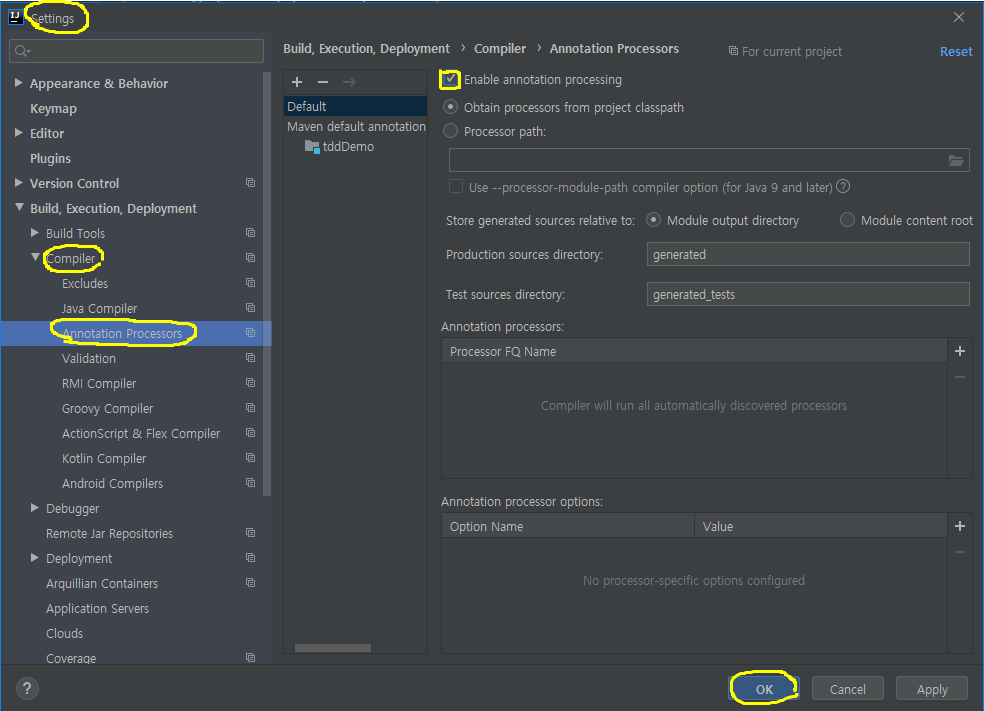 IJ Settings
Build, Execution, Deployment › Compiler › Annotation Processors
For current project
Reset
Appearance & Behavior
Keymap
Editor
Plugins
Version Control
Build, Execution, Deployment
Build Tools
Compiler
Excludes
Java Compiler
Annotation Processors
Validation
RMI Compiler
Groovy Compiler
ActionScript & Flex Compiler
Kotlin Compiler
Android Compilers
Debugger
Remote Jar Repositories
Deployment
Arquillian Containers
Application Servers
Clouds
Coverage
Default
Maven default annotation
tddDemo
Enable annotation processing
Obtain processors from project classpath
Processor path:
Use --processor-module-path compiler option (for Java 9 and later) ?
Store generated sources relative to: Module output directory Module content root
Production sources directory: generated
Test sources directory: generated_tests
Annotation processors:
Processor FQ Name
Compiler will run all automatically discovered processors
Annotation processor options:
Option Name Value
No processor-specific options configured
? OK Cancel Apply